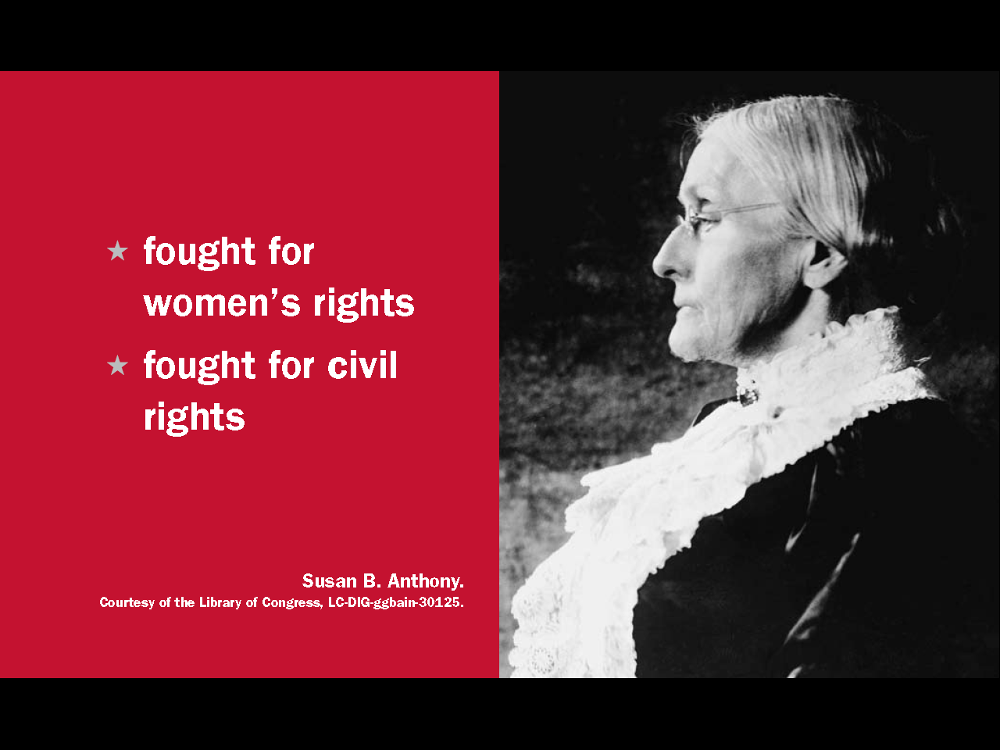 ★ fought for
women’s rights
★ fought for civil
rights
Susan B. Anthony.
Courtesy of the Library of Congress, LC-DIG-ggbain-30125.